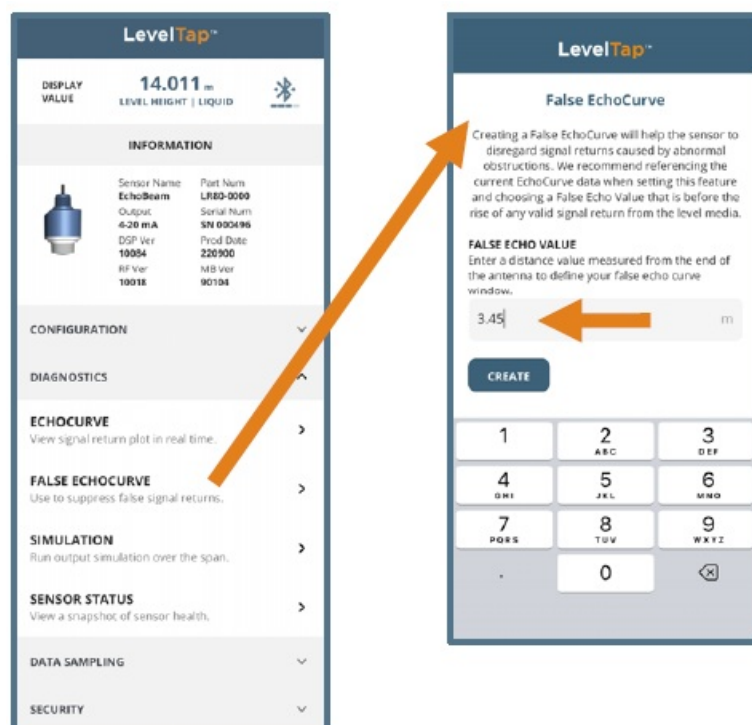 LevelTap™
DISPLAY VALUE
14.011 m
LEVEL HEIGHT | LIQUID
INFORMATION
Sensor Name
EchoBeam
Part Num
LR80-0000
Output
4-20 mA
Serial Num
SN 000496
DSP Ver
10084
Prod Date
220900
RF Ver
10018
MB Ver
90104
CONFIGURATION
DIAGNOSTICS
ECHOCURVE
View signal return plot in real time.
FALSE ECHOCURVE
Use to suppress false signal returns.
SIMULATION
Run output simulation over the span.
SENSOR STATUS
View a snapshot of sensor health.
DATA SAMPLING
SECURITY
LevelTap™
False EchoCurve
Creating a False EchoCurve will help the sensor to
disregard signal returns caused by abnormal
obstructions. We recommend referencing the
current EchoCurve data when setting this feature
and choosing a False Echo Value that is before the
rise of any valid signal return from the level media.
FALSE ECHO VALUE
Enter a distance value measured from the end of
the antenna to define your false echo curve
window.
3.45 m
CREATE
1 2 3
ABC DEF
4 5 6
GHI JKL MNO
7 8 9
PQRS TUV WXYZ
. 0